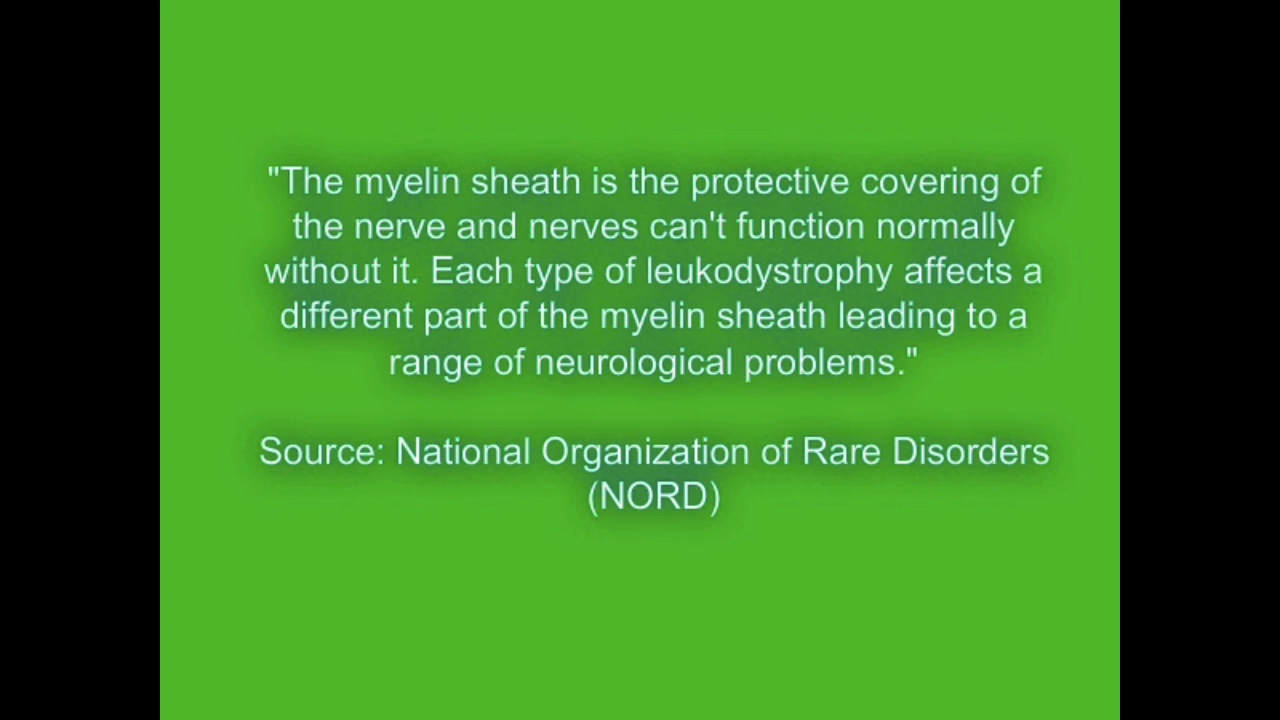 "The myelin sheath is the protective covering of
the nerve and nerves can't function normally
without it. Each type of leukodystrophy affects a
different part of the myelin sheath leading to a
range of neurological problems."
Source: National Organization of Rare Disorders
(NORD)